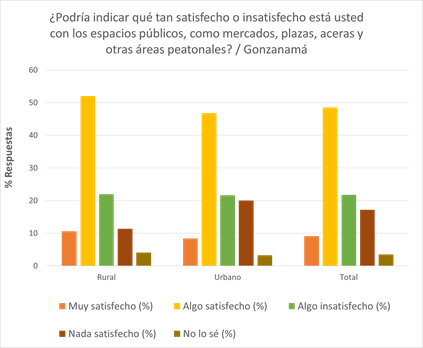 ¿Podría indicar qué tan satisfecho o insatisfecho está usted
con los espacios públicos, como mercados, plazas, aceras y
otras áreas peatonales? / Gonzanamá
% Respuestas
60
50
40
30
20
10
0
Rural Urbano Total
Muy satisfecho (%) Algo satisfecho (%) Algo insatisfecho (%)
Nada satisfecho (%) No lo sé (%)